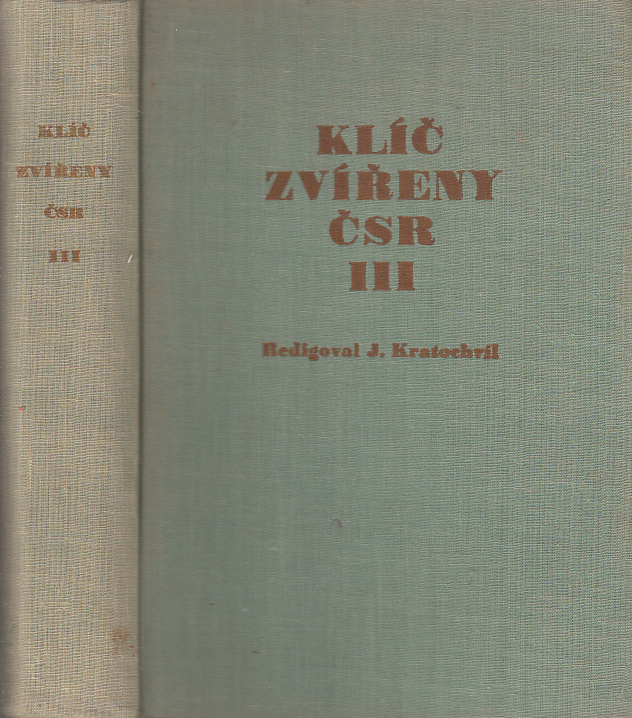 KLÍČ
ZVÍŘENY
ČSR
III
KLÍČ
ZVÍŘENY
ČSR
III
Redigoval J. Kratochvíl